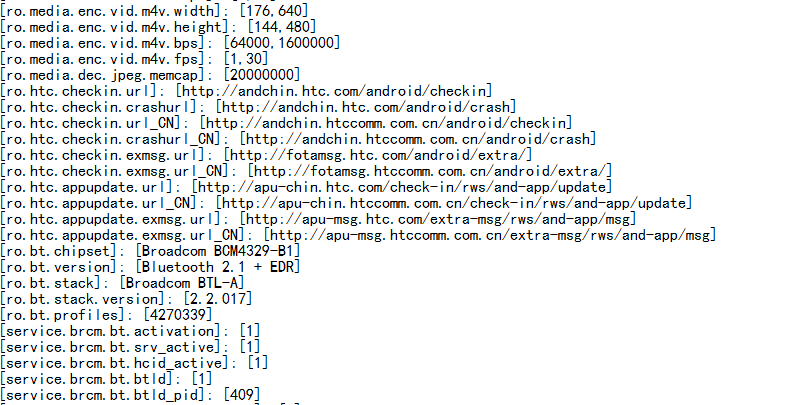 [ro.media.enc.vid.m4v.width]: [176,640]
[ro.media.enc.vid.m4v.height]: [144,480]
[ro.media.enc.vid.m4v.bps]: [64000,1600000]
[ro.media.enc.vid.m4v.fps]: [1,30]
[ro.media.dec.jpeg.memcap]: [20000000]
[ro.htc.checkin.url]: [http://andchin.htc.com/android/checkin]
[ro.htc.checkin.crashurl]: [http://andchin.htc.com/android/crash]
[ro.htc.checkin.url_CN]: [http://andchin.htccomm.com.cn/android/checkin]
[ro.htc.checkin.crashurl_CN]: [http://andchin.htccomm.com.cn/android/crash]
[ro.htc.checkin.exmsg.url]: [http://fotamsg.htc.com/android/extra/]
[ro.htc.checkin.exmsg.url_CN]: [http://fotamsg.htccomm.com.cn/android/extra/]
[ro.htc.appupdate.url]: [http://apu-chin.htc.com/check-in/rws/and-app/update]
[ro.htc.appupdate.url_CN]: [http://apu-chin.htccomm.com.cn/check-in/rws/and-app/update]
[ro.htc.appupdate.exmsg.url]: [http://apu-msg.htc.com/extra-msg/rws/and-app/msg]
[ro.htc.appupdate.exmsg.url_CN]: [http://apu-msg.htccomm.com.cn/extra-msg/rws/and-app/msg]
[ro.bt.chipset]: [Broadcom BCM4329-B1]
[ro.bt.version]: [Bluetooth 2.1 + EDR]
[ro.bt.stack]: [Broadcom BTL-A]
[ro.bt.stack.version]: [2.2.017]
[ro.bt.profiles]: [4270339]
[service.brcm.bt.activation]: [1]
[service.brcm.bt.srv_active]: [1]
[service.brcm.bt.hcid_active]: [1]
[service.brcm.bt.btld]: [1]
[service.brcm.bt.btld_pid]: [409]